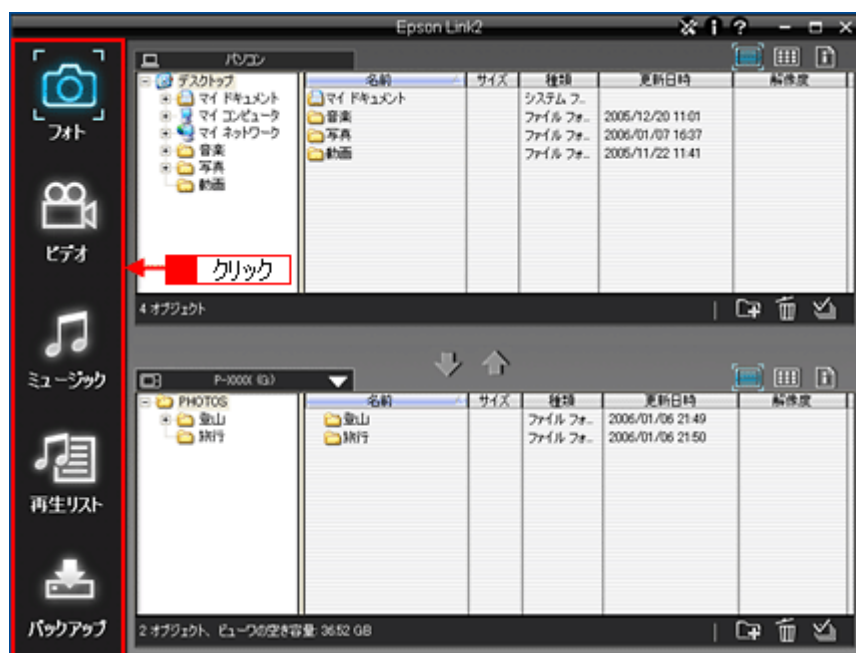 Epson Link2
フォト
ビデオ
クリック
ミュージック
再生リスト
バックアップ
パソコン
デスクトップ
マイ ドキュメント
マイ コンピュータ
マイ ネットワーク
音楽
写真
動画
名前 サイズ 種類 更新日時 解像度
マイ ドキュメント システム フ...
音楽 ファイル フォ... 2005/12/20 11:01
写真 ファイル フォ... 2006/01/07 16:37
動画 ファイル フォ... 2005/11/22 11:41
4 オブジェクト
P-XXXX (G:)
PHOTOS
登山
旅行
名前 サイズ 種類 更新日時 解像度
登山 ファイル フォ... 2006/01/06 21:49
旅行 ファイル フォ... 2006/01/06 21:50
2 オブジェクト、ビューワの空き容量: 36.52 GB